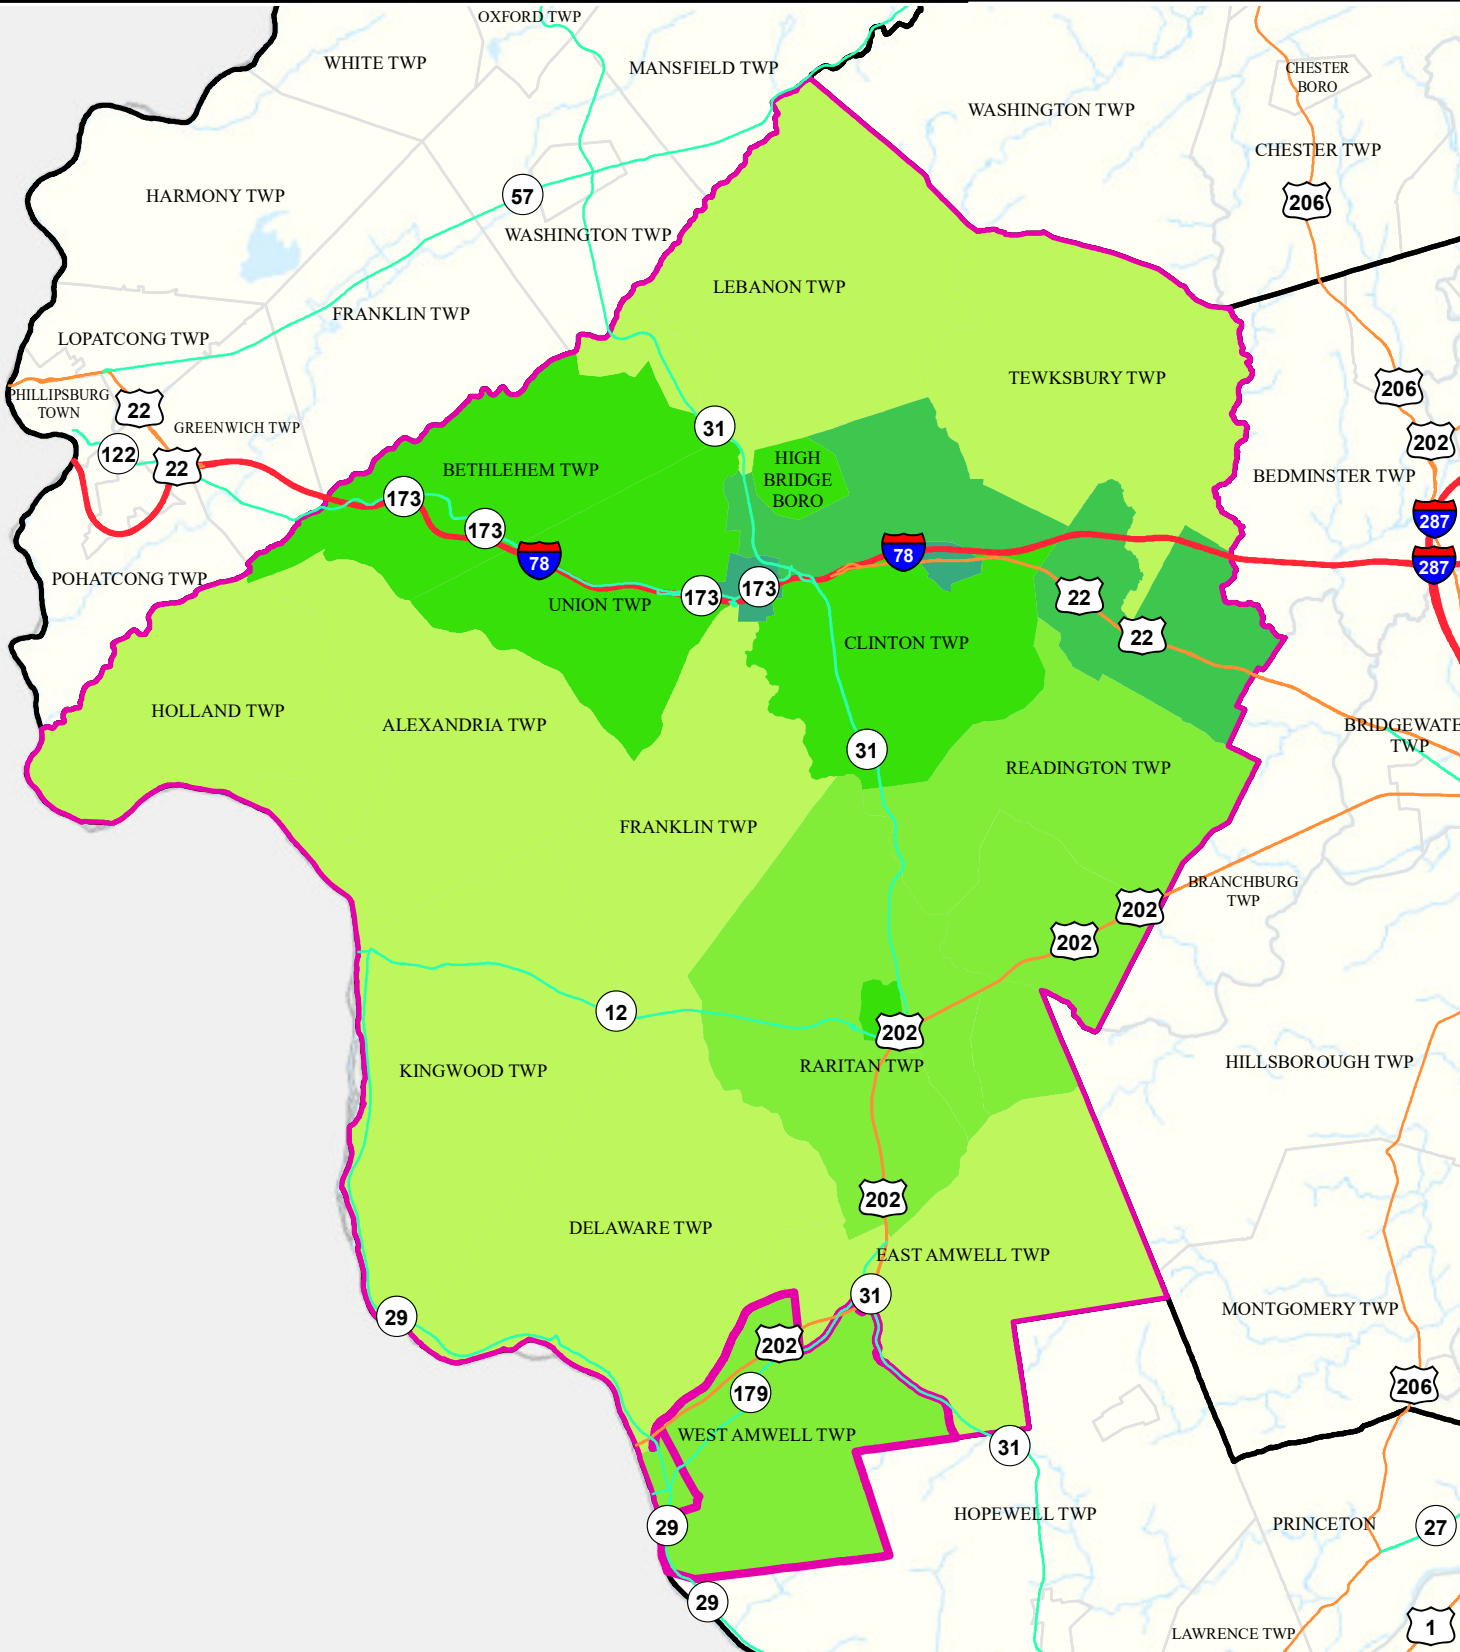 OXFORD TWP
WHITE TWP
MANSFIELD TWP
CHESTER
BORO
WASHINGTON TWP
CHESTER TWP
HARMONY TWP
57
206
WASHINGTON TWP
LEBANON TWP
FRANKLIN TWP
LOPATCONG TWP
TEWKSBURY TWP
206
PHILLIPSBURG
TOWN
22
GREENWICH TWP
31
202
122
22
BETHLEHEM TWP
HIGH
BRIDGE
BORO
BEDMINSTER TWP
173
173
287
78
78
287
POHATCONG TWP
UNION TWP
173
173
22
22
CLINTON TWP
HOLLAND TWP
ALEXANDRIA TWP
BRIDGEWATE
TWP
31
READINGTON TWP
FRANKLIN TWP
BRANCHBURG
TWP
202
202
12
202
KINGWOOD TWP
RARITAN TWP
HILLSBOROUGH TWP
202
DELAWARE TWP
EAST AMWELL TWP
31
29
MONTGOMERY TWP
202
179
206
WEST AMWELL TWP
31
HOPEWELL TWP
29
PRINCETON
27
29
LAWRENCE TWP
1